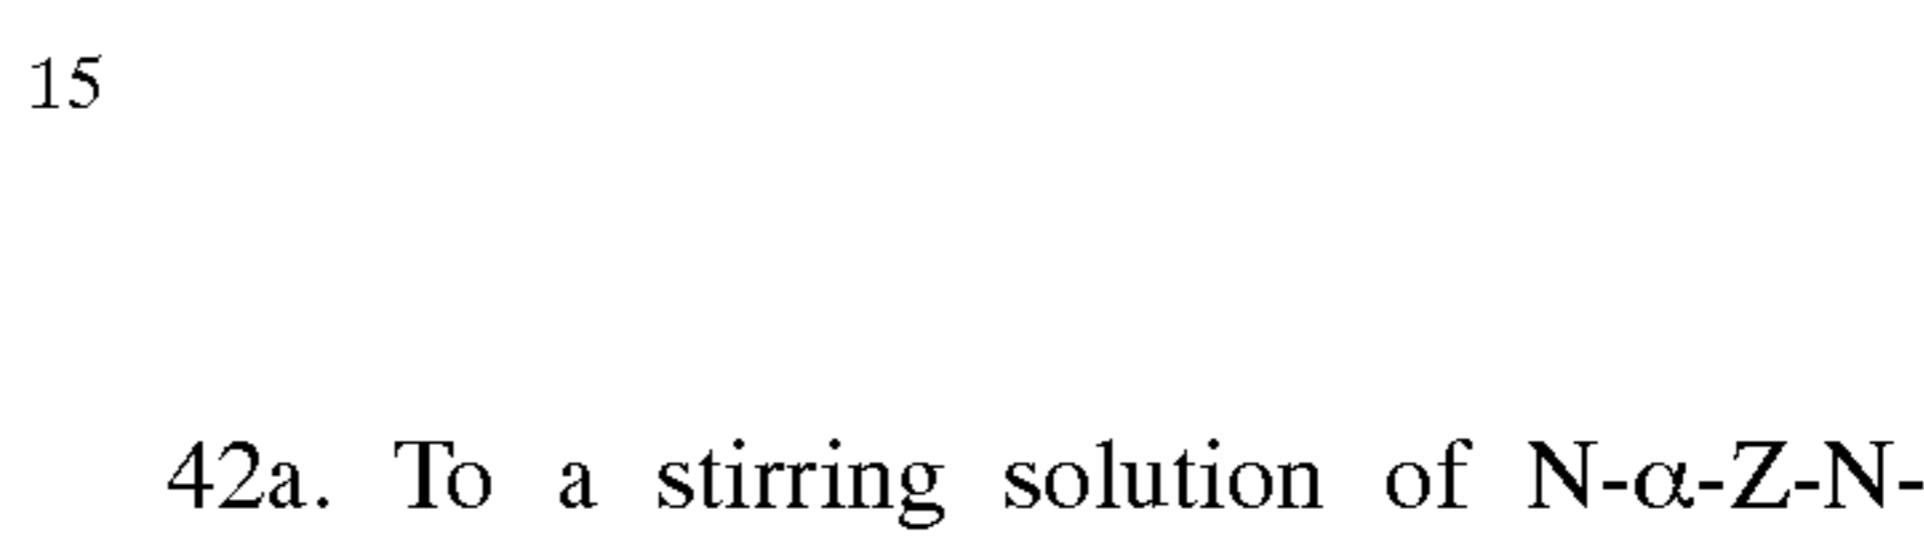 15
42a. To a stirring solution of N-α-Z-N-